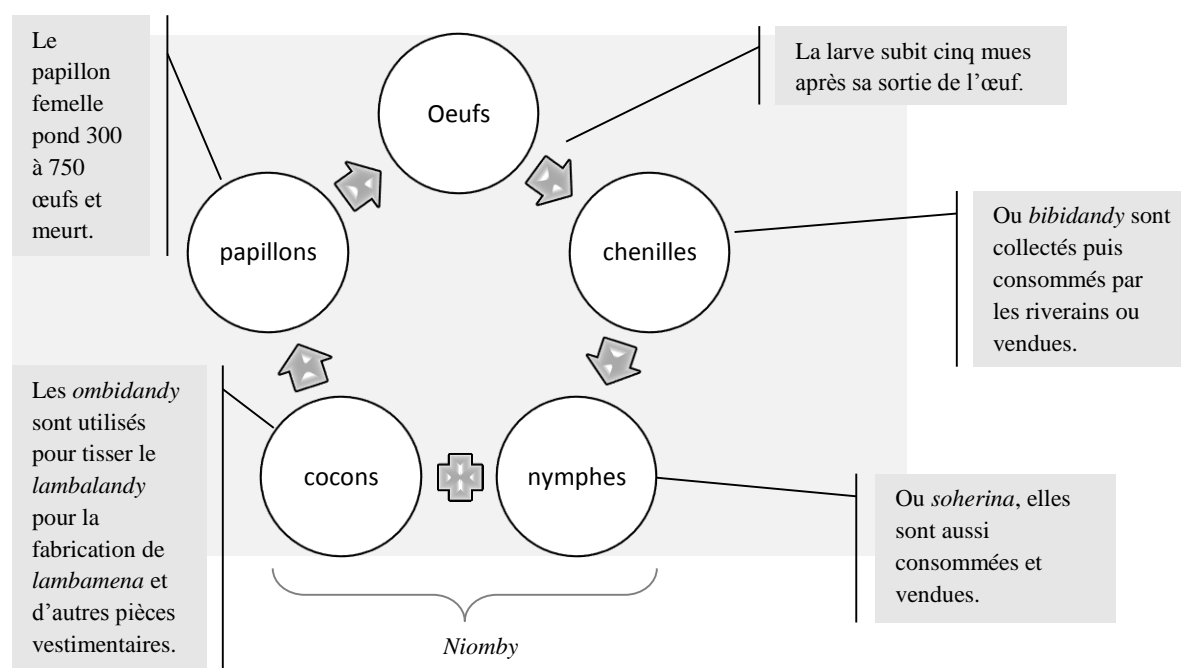 Le
papillon
femelle
pond 300
à 750
œufs et
meurt.
Oeufs
La larve subit cinq mues
après sa sortie de l’œuf.
papillons
chenilles
Ou bibidandy sont
collectés puis
consommés par
les riverains ou
vendues.
Les ombidandy
sont utilisés
pour tisser le
lambalandy
pour la
fabrication de
lambamena et
d’autres pièces
vestimentaires.
cocons
nymphes
Ou soherina, elles
sont aussi
consommées et
vendues.
Niomby